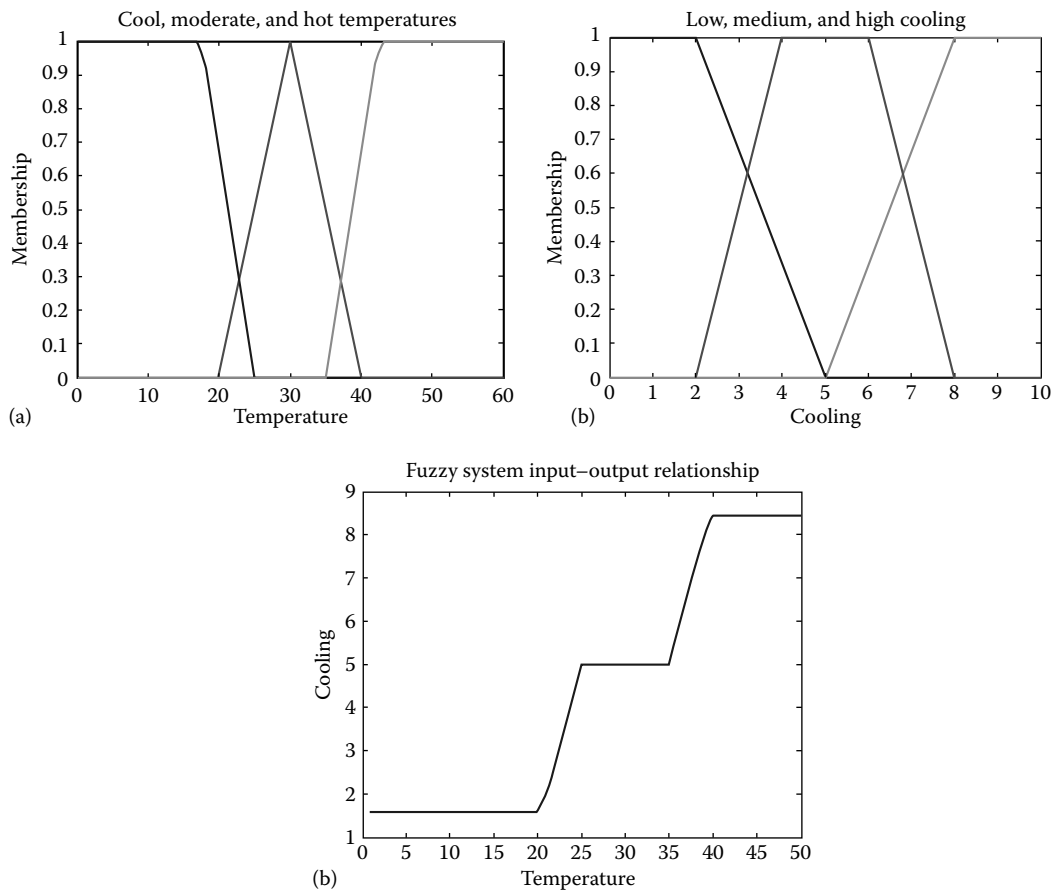 Cool, moderate, and hot temperatures
1
0.9
0.8
0.7
0.6
0.5
0.4
0.3
0.2
0.1
0
Membership
0 10 20 30 40 50 60
Temperature
(a)
Low, medium, and high cooling
1
0.9
0.8
0.7
0.6
0.5
0.4
0.3
0.2
0.1
0
Membership
0 1 2 3 4 5 6 7 8 9 10
Cooling
(b)
Fuzzy system input–output relationship
9
8
7
6
5
4
3
2
1
Cooling
0 5 10 15 20 25 30 35 40 45 50
Temperature
(b)